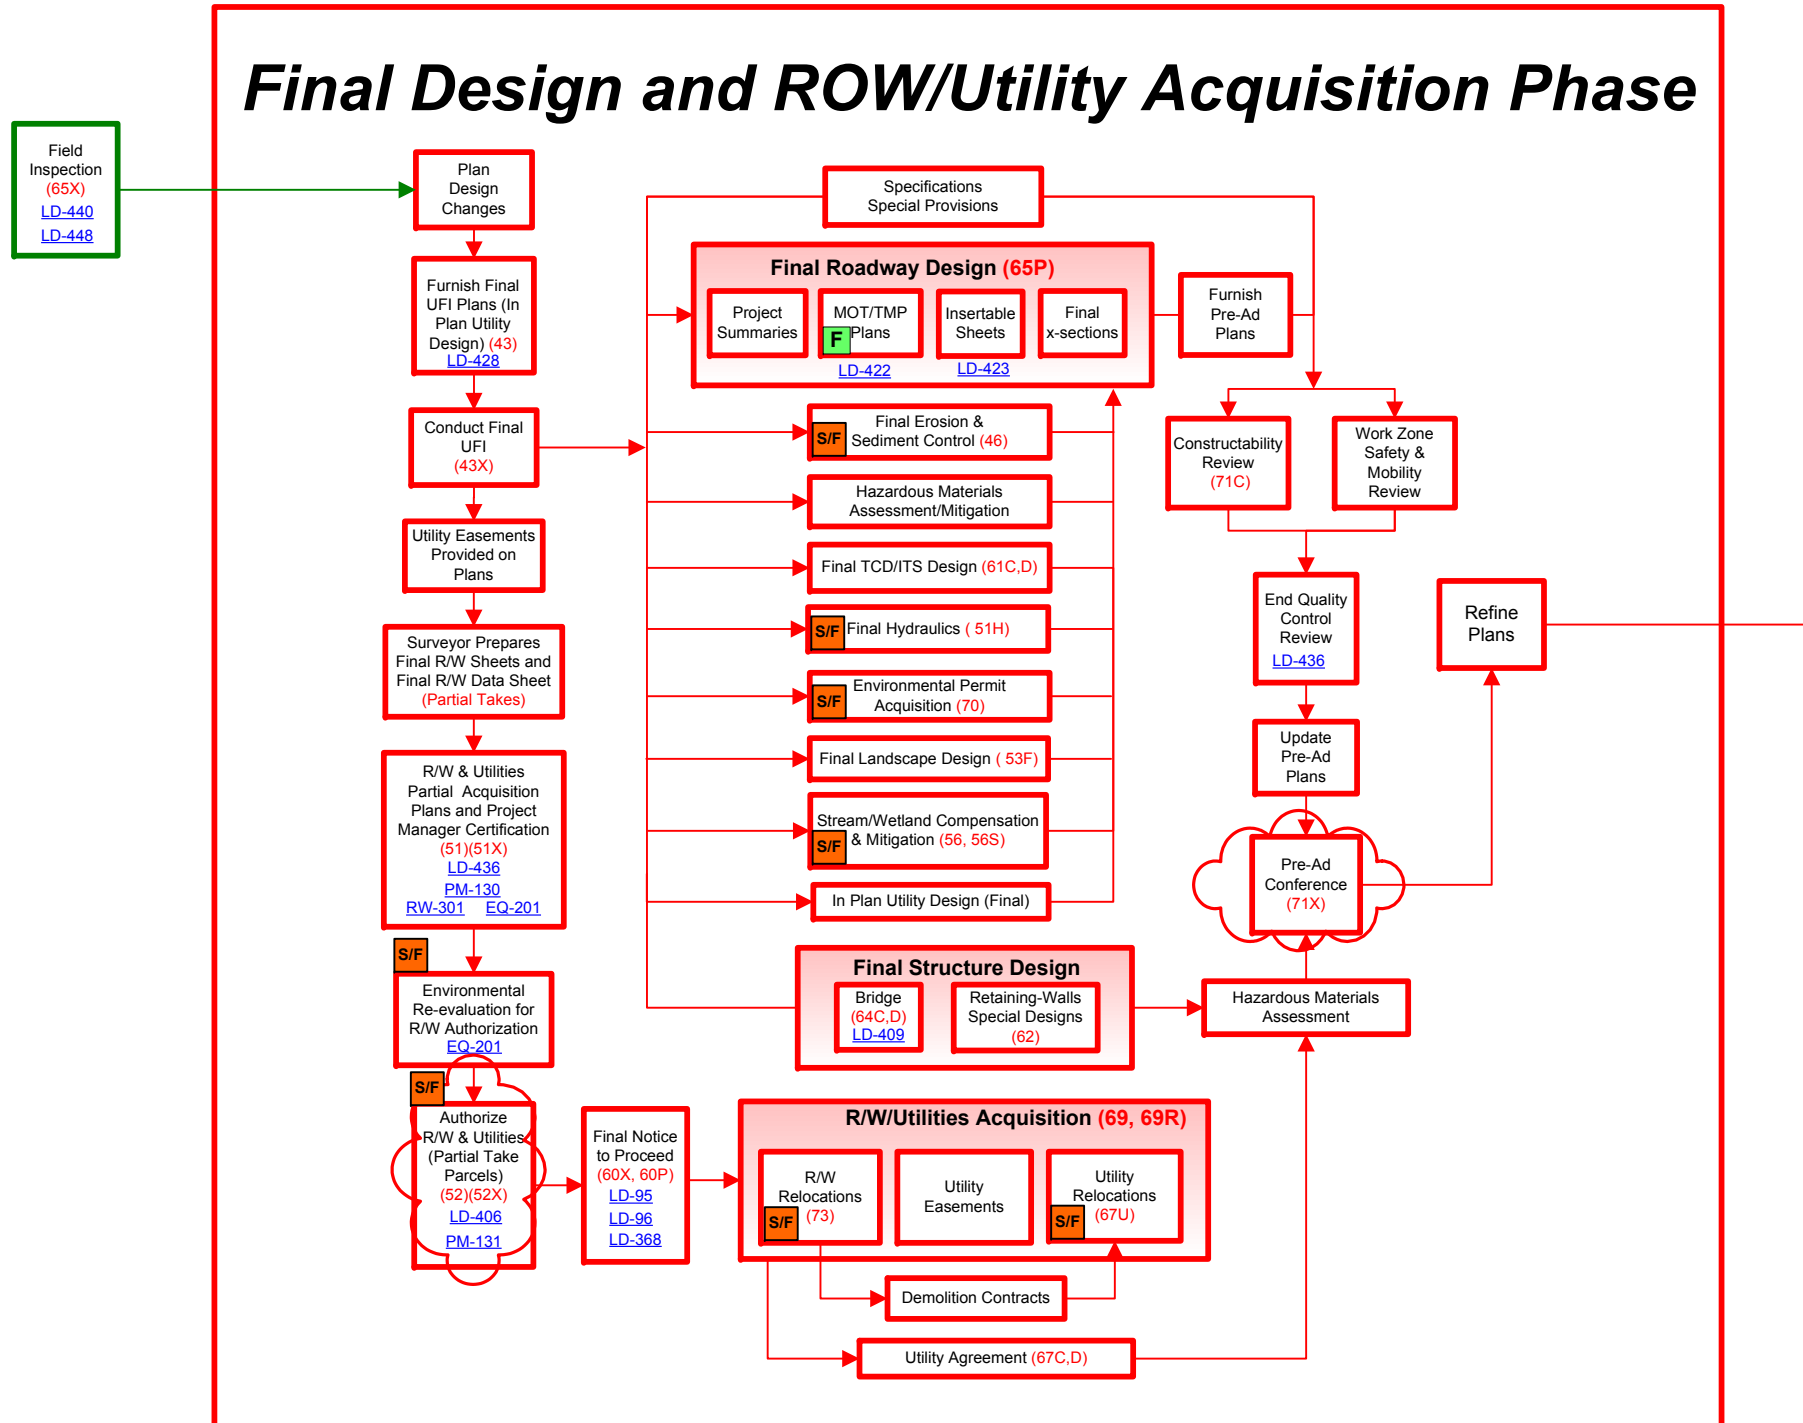 Final Design and ROW/Utility Acquisition Phase
Field
Inspection
(65X)
LD-440
LD-448
Plan
Design
Changes
Furnish Final
UFI Plans (In
Plan Utility
Design) (43)
LD-428
Conduct Final
UFI
(43X)
Utility Easements
Provided on
Plans
Surveyor Prepares
Final R/W Sheets and
Final R/W Data Sheet
(Partial Takes)
R/W & Utilities
Partial Acquisition
Plans and Project
Manager Certification
(51)(51X)
LD-436
PM-130
RW-301 EQ-201
S/F
Environmental
Re-evaluation for
R/W Authorization
EQ-201
S/F
Authorize
R/W & Utilities
(Partial Take
Parcels)
(52)(52X)
LD-406
PM-131
Final Notice
to Proceed
(60X, 60P)
LD-95
LD-96
LD-368
Specifications
Special Provisions
Final Roadway Design (65P)
Project
Summaries
MOT/TMP
Plans
F
LD-422
Insertable
Sheets
LD-423
Final
x-sections
Final Erosion &
Sediment Control (46)
S/F
Hazardous Materials
Assessment/Mitigation
Final TCD/ITS Design (61C,D)
S/F
Final Hydraulics ( 51H)
Environmental Permit
Acquisition (70)
S/F
Final Landscape Design ( 53F)
Stream/Wetland Compensation
& Mitigation (56, 56S)
S/F
In Plan Utility Design (Final)
Final Structure Design
Bridge
(64C,D)
LD-409
Retaining-Walls
Special Designs
(62)
R/W/Utilities Acquisition (69, 69R)
R/W
Relocations
(73)
S/F
Utility
Easements
Utility
Relocations
(67U)
S/F
Demolition Contracts
Utility Agreement (67C,D)
Furnish
Pre-Ad
Plans
Constructability
Review
(71C)
Work Zone
Safety &
Mobility
Review
End Quality
Control
Review
LD-436
Update
Pre-Ad
Plans
Pre-Ad
Conference
(71X)
Hazardous Materials
Assessment
Refine
Plans